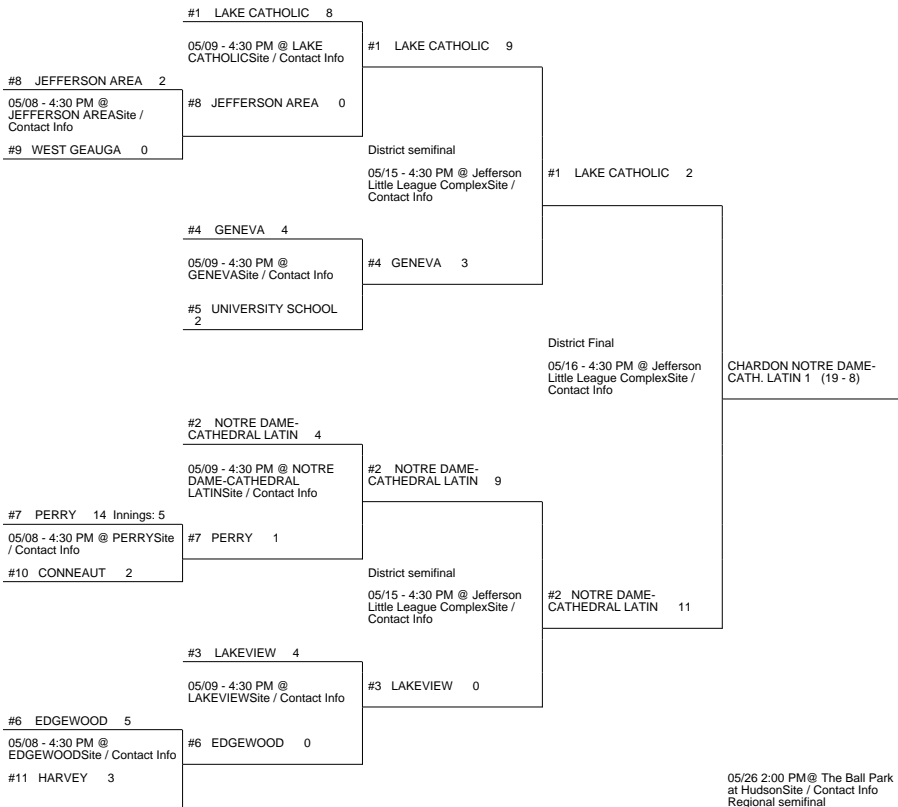 #1 LAKE CATHOLIC 8
05/09 - 4:30 PM @ LAKE
CATHOLICSite / Contact Info
#1 LAKE CATHOLIC 9
#8 JEFFERSON AREA 2
05/08 - 4:30 PM @
JEFFERSON AREASite /
Contact Info
#8 JEFFERSON AREA 0
#9 WEST GEAUGA 0
District semifinal
05/15 - 4:30 PM @ Jefferson
Little League ComplexSite /
Contact Info
#1 LAKE CATHOLIC 2
#4 GENEVA 4
05/09 - 4:30 PM @
GENEVASite / Contact Info
#4 GENEVA 3
#5 UNIVERSITY SCHOOL
2
District Final
05/16 - 4:30 PM @ Jefferson
Little League ComplexSite /
Contact Info
CHARDON NOTRE DAME-
CATH. LATIN 1 (19 - 8)
#2 NOTRE DAME-
CATHEDRAL LATIN 4
05/09 - 4:30 PM @ NOTRE
DAME-CATHEDRAL
LATINSite / Contact Info
#2 NOTRE DAME-
CATHEDRAL LATIN 9
#7 PERRY 14 Innings: 5
05/08 - 4:30 PM @ PERRYSite
/ Contact Info
#7 PERRY 1
#10 CONNEAUT 2
District semifinal
05/15 - 4:30 PM @ Jefferson
Little League ComplexSite /
Contact Info
#2 NOTRE DAME-
CATHEDRAL LATIN 11
#3 LAKEVIEW 4
05/09 - 4:30 PM @
LAKEVIEWSite / Contact Info
#3 LAKEVIEW 0
#6 EDGEWOOD 5
05/08 - 4:30 PM @
EDGEWOODSite / Contact Info
#6 EDGEWOOD 0
#11 HARVEY 3
05/26 2:00 PM@ The Ball Park
at HudsonSite / Contact Info
Regional semifinal